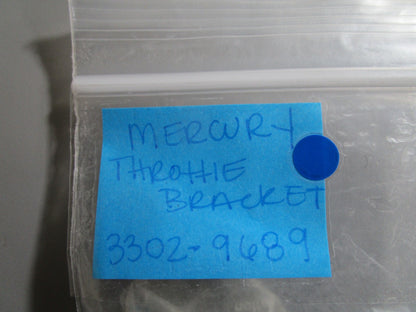 MERCURY
THROttlE
BRACKET
3302-9689